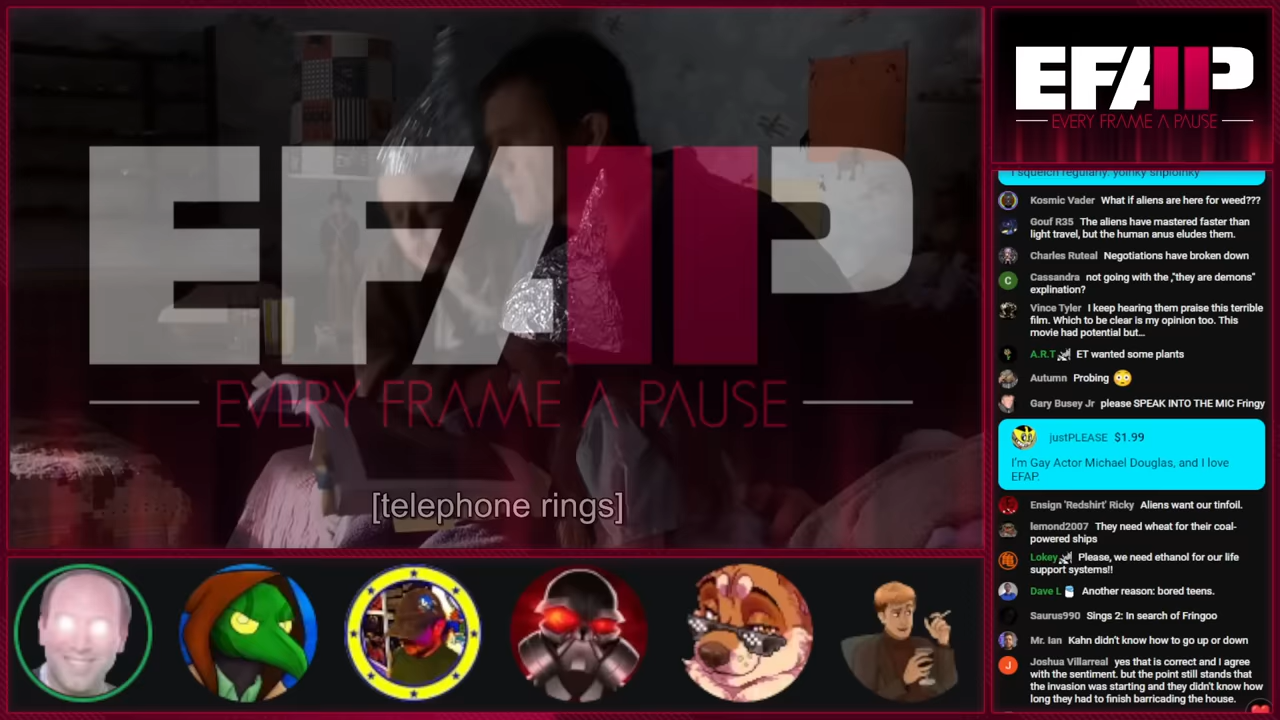 EFAP
EVERY FRAME A PAUSE
[telephone rings]
EFAP
EVERY FRAME A PAUSE
I squelch regularly. yoinky sploinky
Kosmic Vader What if aliens are here for weed???
Gouf R35 The aliens have mastered faster than
light travel, but the human anus eludes them.
Charles Ruteal Negotiations have broken down
Cassandra not going with the ,"they are demons"
explination?
Vince Tyler I keep hearing them praise this terrible
film. Which to be clear is my opinion too. This
movie had potential but...
A.R.T ET wanted some plants
Autumn Probing 😳
Gary Busey Jr please SPEAK INTO THE MIC Fringy
justPLEASE $1.99
I'm Gay Actor Michael Douglas, and I love
EFAP.
Ensign 'Redshirt' Ricky Aliens want our tinfoil.
lemond2007 They need wheat for their coal-
powered ships
Lokey Please, we need ethanol for our life
support systems!!
Dave L Another reason: bored teens.
Saurus990 Sings 2: In search of Fringoo
Mr. Ian Kahn didn't know how to go up or down
Joshua Villarreal yes that is correct and I agree
with the sentiment. but the point still stands that
the invasion was starting and they didn't know how
long they had to finish barricading the house.